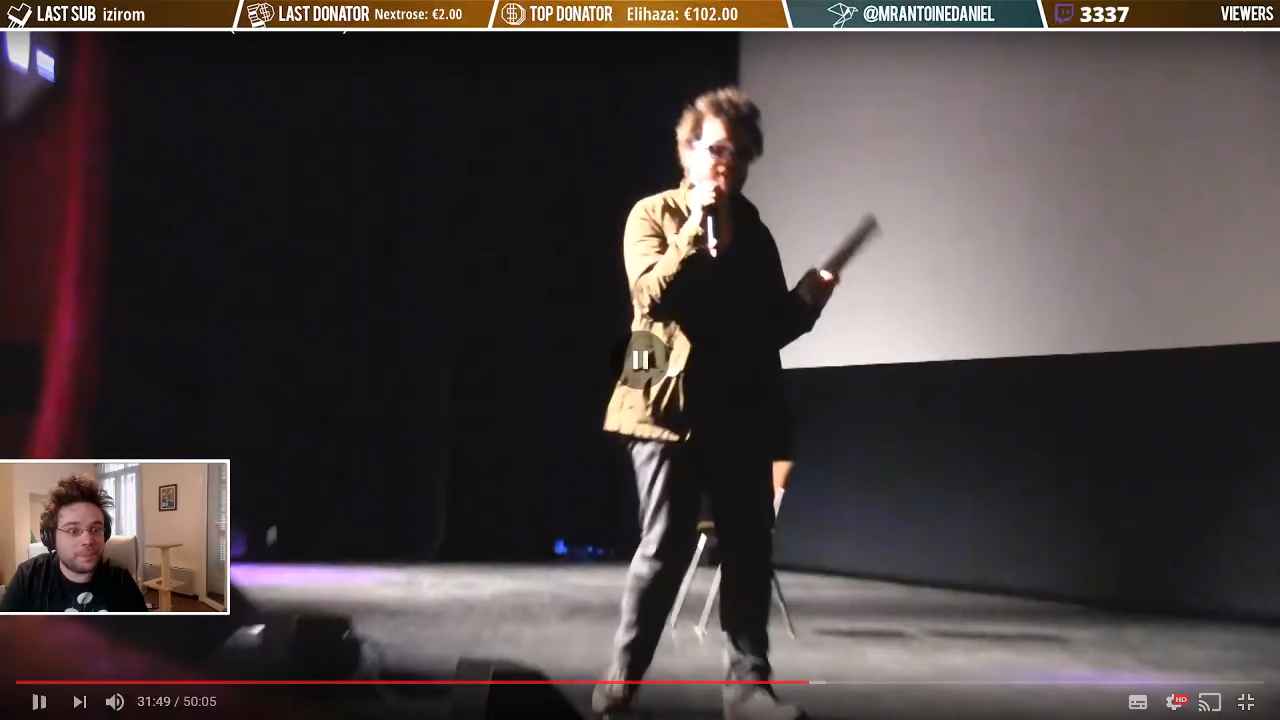 LAST SUB izirom LAST DONATOR Nextrose: €2.00 TOP DONATOR Elihaza: €102.00 @MRANTOINEDANIEL 3337 VIEWERS
31:49 / 50:05 HD